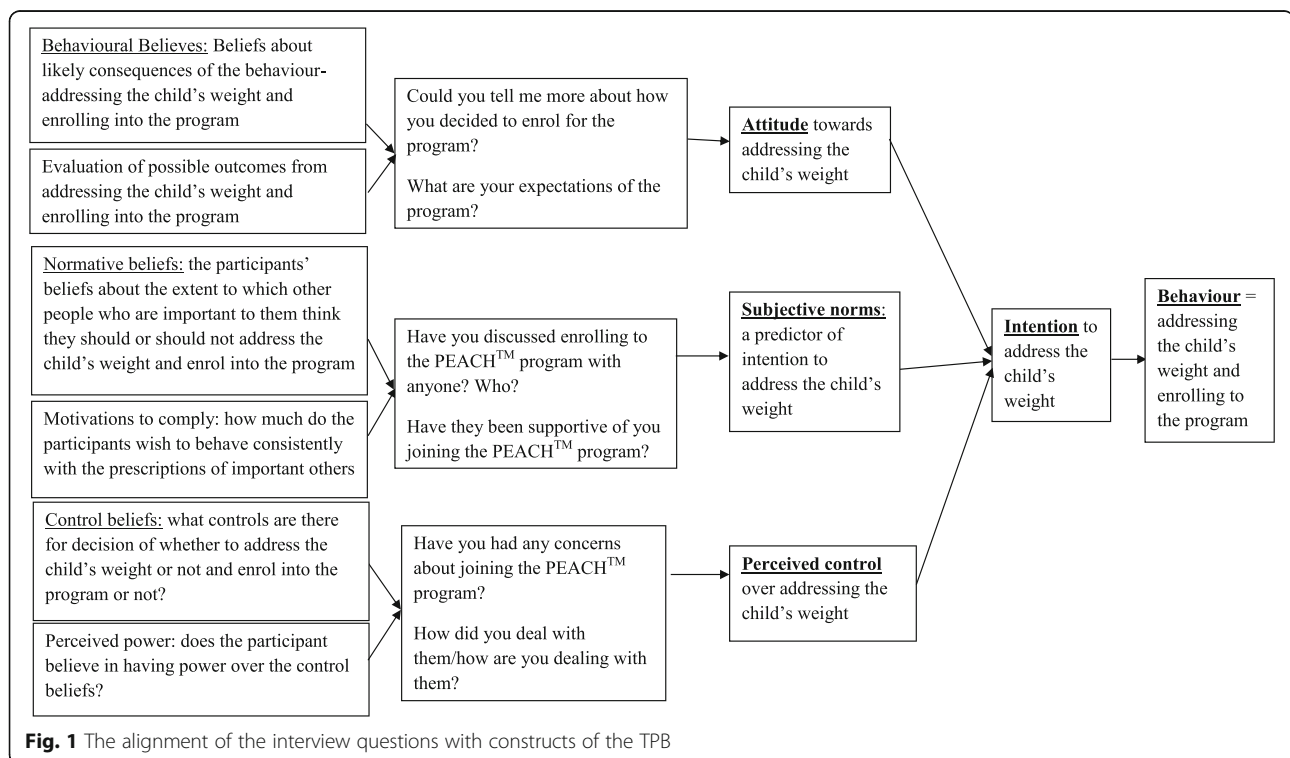 Behavioural Believes: Beliefs about
likely consequences of the behaviour-
addressing the child's weight and
enrolling into the program
Evaluation of possible outcomes from
addressing the child's weight and
enrolling into the program
Could you tell me more about how
you decided to enrol for the
program?
What are your expectations of the
program?
Attitude towards
addressing the
child's weight
Normative beliefs: the participants'
beliefs about the extent to which other
people who are important to them think
they should or should not address the
child's weight and enrol into the program
Motivations to comply: how much do the
participants wish to behave consistently
with the prescriptions of important others
Have you discussed enrolling to
the PEACH™ program with
anyone? Who?
Have they been supportive of you
joining the PEACH™ program?
Subjective norms:
a predictor of
intention to
address the child's
weight
Control beliefs: what controls are there
for decision of whether to address the
child's weight or not and enrol into the
program or not?
Perceived power: does the participant
believe in having power over the control
beliefs?
Have you had any concerns
about joining the PEACH™
program?
How did you deal with
them/how are you dealing with
them?
Perceived control
over addressing the
child's weight
Intention to
address the
child's
weight
Behaviour =
addressing
the child's
weight and
enrolling to
the program
Fig. 1 The alignment of the interview questions with constructs of the TPB